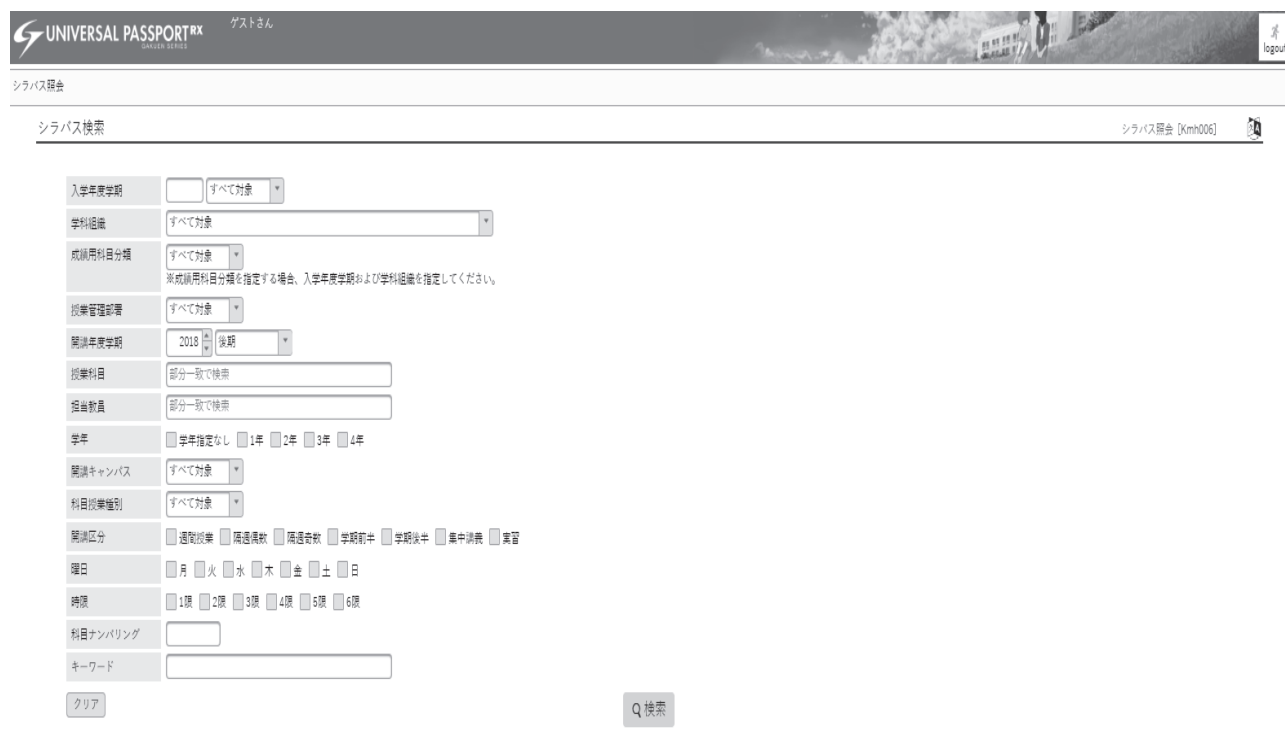 UNIVERSAL PASSPORT RX
GAKUEN SERIES
ゲストさん
logout
シラバス照会
シラバス検索
シラバス照会 [Kmh006]
入学年度学期 すべて対象
学科組織 すべて対象
成績用科目分類 すべて対象
※成績用科目分類を指定する場合、入学年度学期および学科組織を指定してください。
授業管理部署 すべて対象
開講年度学期 2018 後期
授業科目 部分一致で検索
担当教員 部分一致で検索
学年 学年指定なし 1年 2年 3年 4年
開講キャンパス すべて対象
科目授業種別 すべて対象
開講区分 週間授業 隔週偶数 隔週奇数 学期前半 学期後半 集中講義 実習
曜日 月 火 水 木 金 土 日
時限 1限 2限 3限 4限 5限 6限
科目ナンバリング
キーワード
クリア
検索